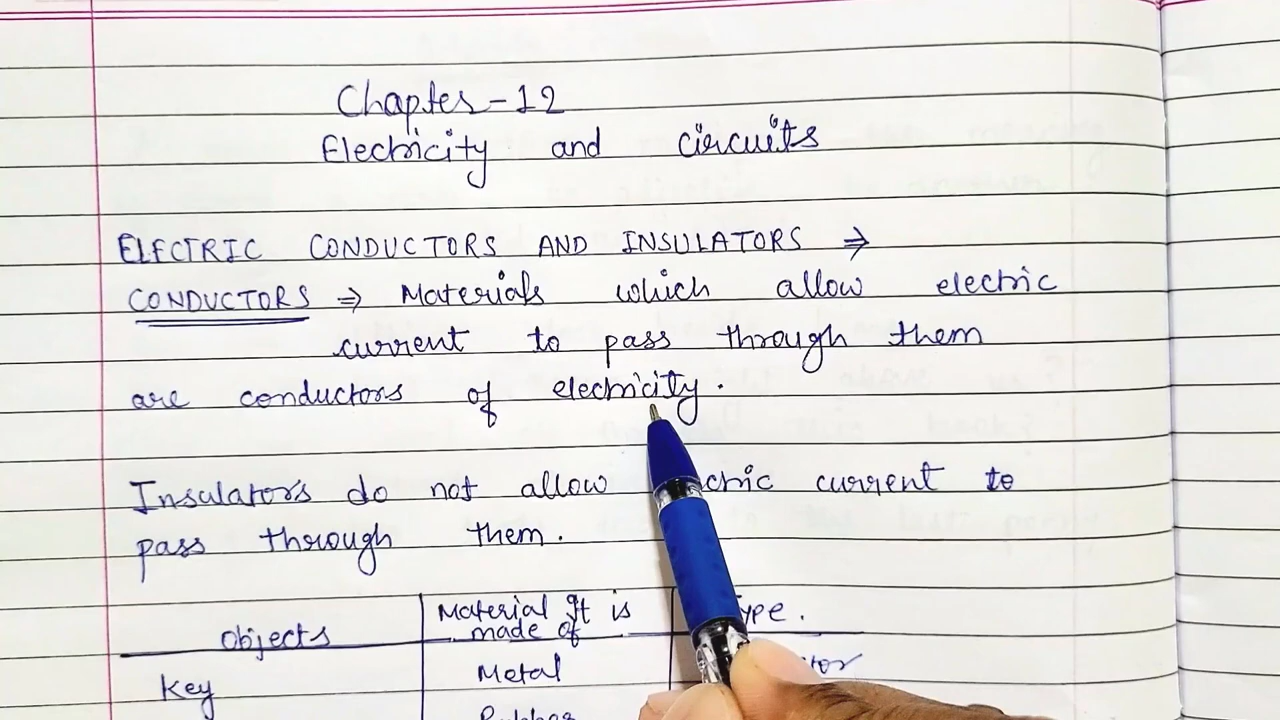 Chapter-12
Electricity and circuits
ELECTRIC CONDUCTORS AND INSULATORS ⇒
CONDUCTORS ⇒ Materials which allow electric
current to pass through them
are conductors of electricity.
Insulators do not allow current to
pass through them.
Objects Material It is made of
Key Metal